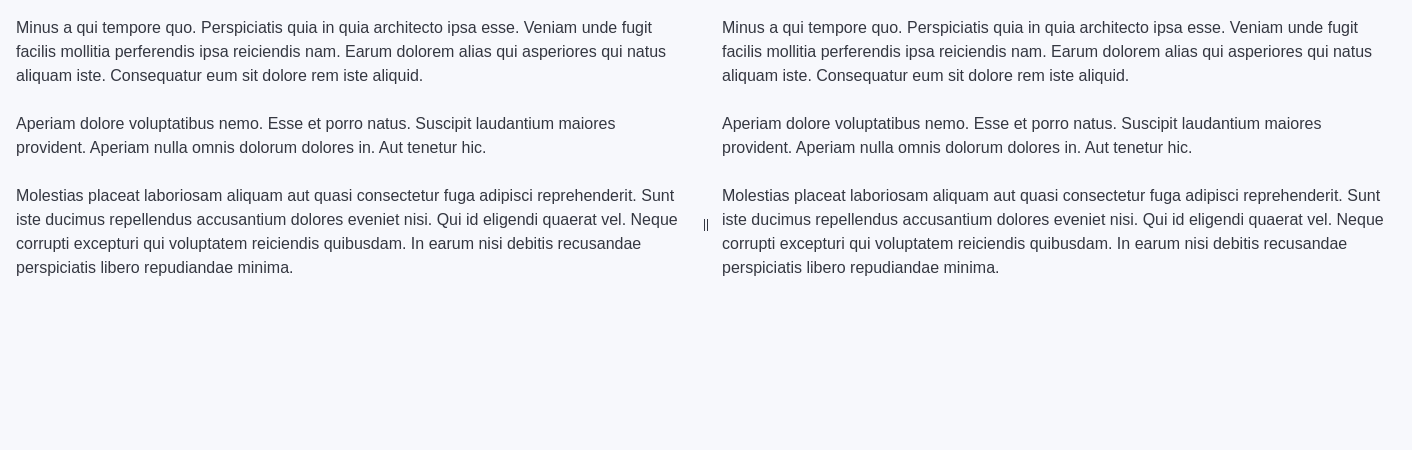 Minus a qui tempore quo. Perspiciatis quia in quia architecto ipsa esse. Veniam unde fugit
facilis mollitia perferendis ipsa reiciendis nam. Earum dolorem alias qui asperiores qui natus
aliquam iste. Consequatur eum sit dolore rem iste aliquid.
Aperiam dolore voluptatibus nemo. Esse et porro natus. Suscipit laudantium maiores
provident. Aperiam nulla omnis dolorum dolores in. Aut tenetur hic.
Molestias placeat laboriosam aliquam aut quasi consectetur fuga adipisci reprehenderit. Sunt
iste ducimus repellendus accusantium dolores eveniet nisi. Qui id eligendi quaerat vel. Neque
corrupti excepturi qui voluptatem reiciendis quibusdam. In earum nisi debitis recusandae
perspiciatis libero repudiandae minima.
Minus a qui tempore quo. Perspiciatis quia in quia architecto ipsa esse. Veniam unde fugit
facilis mollitia perferendis ipsa reiciendis nam. Earum dolorem alias qui asperiores qui natus
aliquam iste. Consequatur eum sit dolore rem iste aliquid.
Aperiam dolore voluptatibus nemo. Esse et porro natus. Suscipit laudantium maiores
provident. Aperiam nulla omnis dolorum dolores in. Aut tenetur hic.
Molestias placeat laboriosam aliquam aut quasi consectetur fuga adipisci reprehenderit. Sunt
iste ducimus repellendus accusantium dolores eveniet nisi. Qui id eligendi quaerat vel. Neque
corrupti excepturi qui voluptatem reiciendis quibusdam. In earum nisi debitis recusandae
perspiciatis libero repudiandae minima.